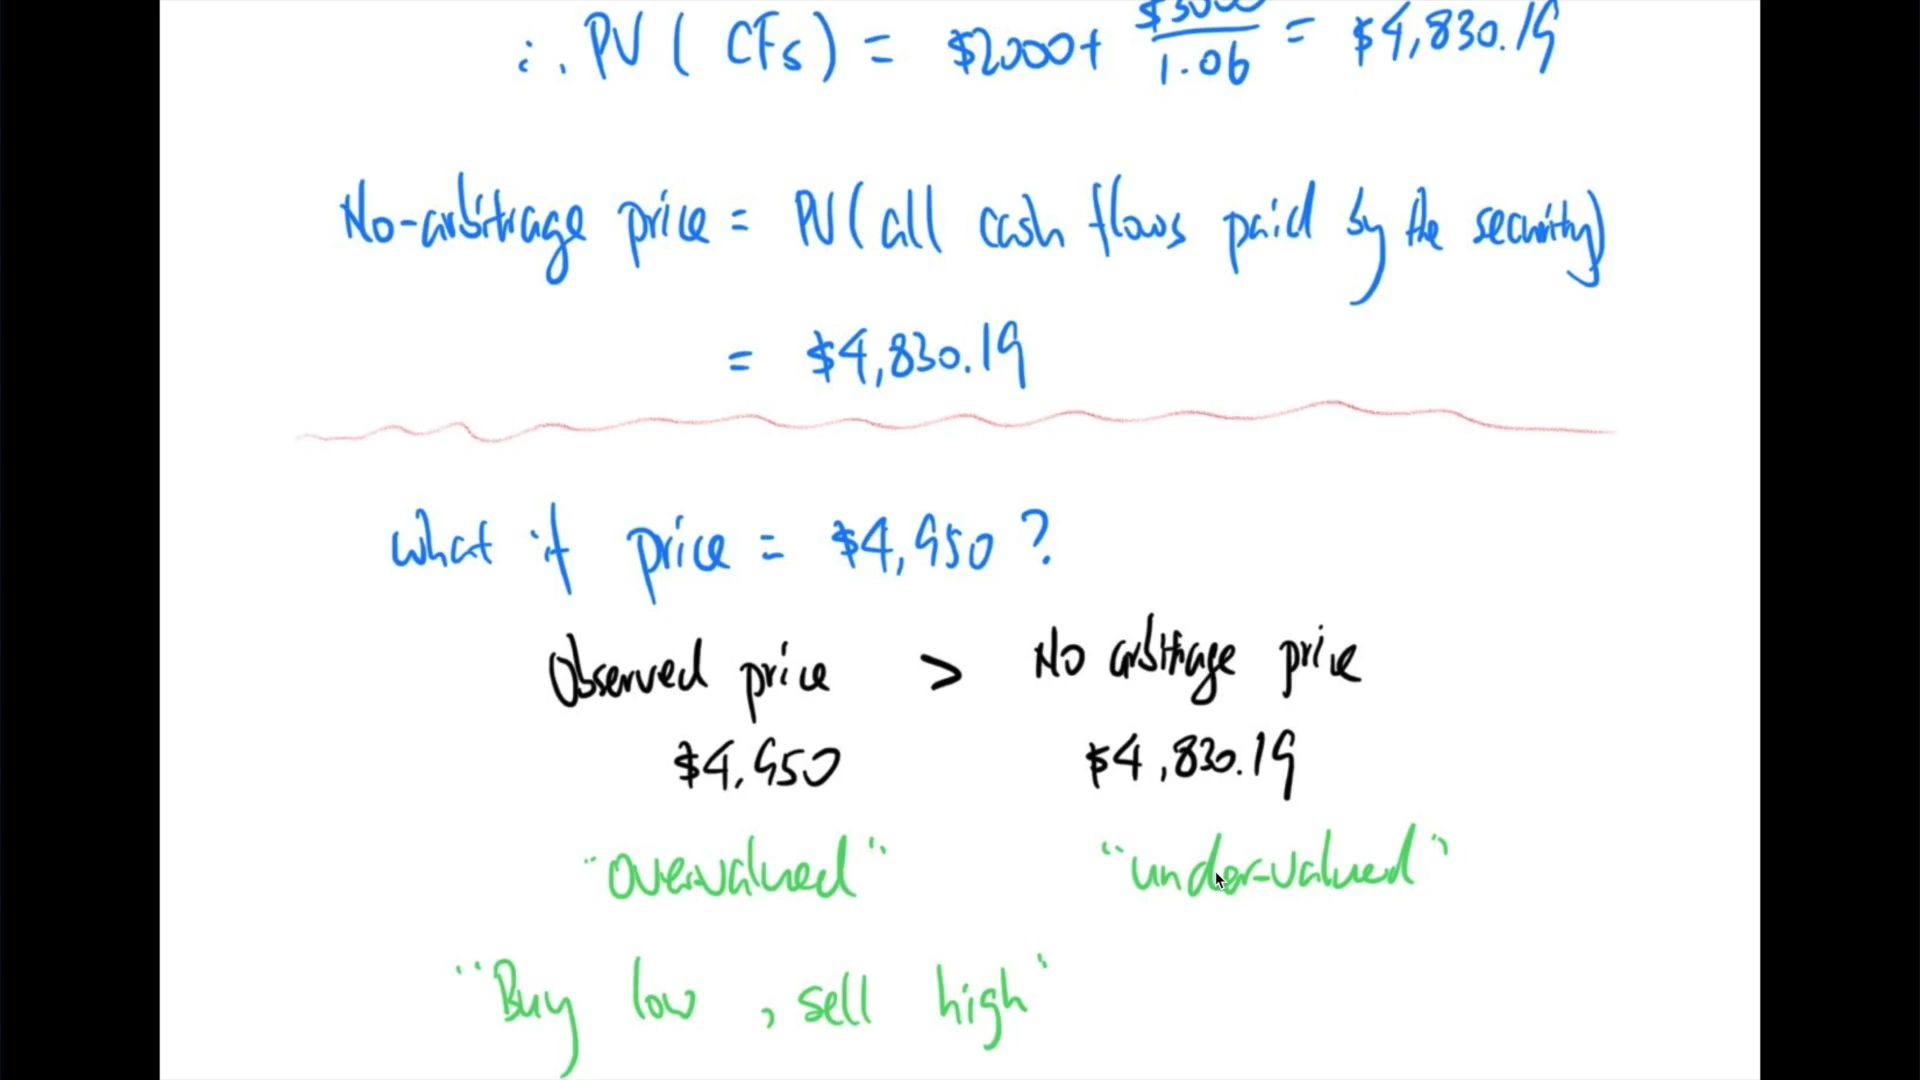 ∴ PV ( CFs ) = $2000 + $3000/1.06 = $4,830.19
No-arbitrage price = PV ( all cash flows paid by the security)
= $4,830.19
what if price = $4,950 ?
Observed price > No arbitrage price
$4,950 $4,830.19
"overvalued" "under-valued"
"Buy low , sell high"